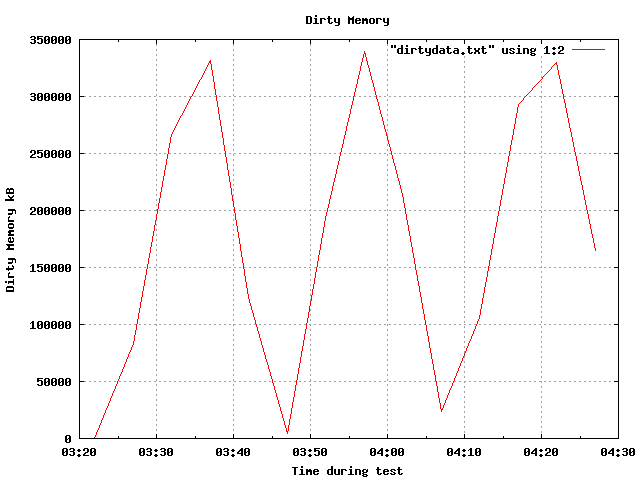 Dirty Memory
"dirtydata.txt" using 1:2
350000
300000
250000
200000
150000
100000
50000
0
Dirty Memory kB
03:20 03:30 03:40 03:50 04:00 04:10 04:20 04:30
Time during test